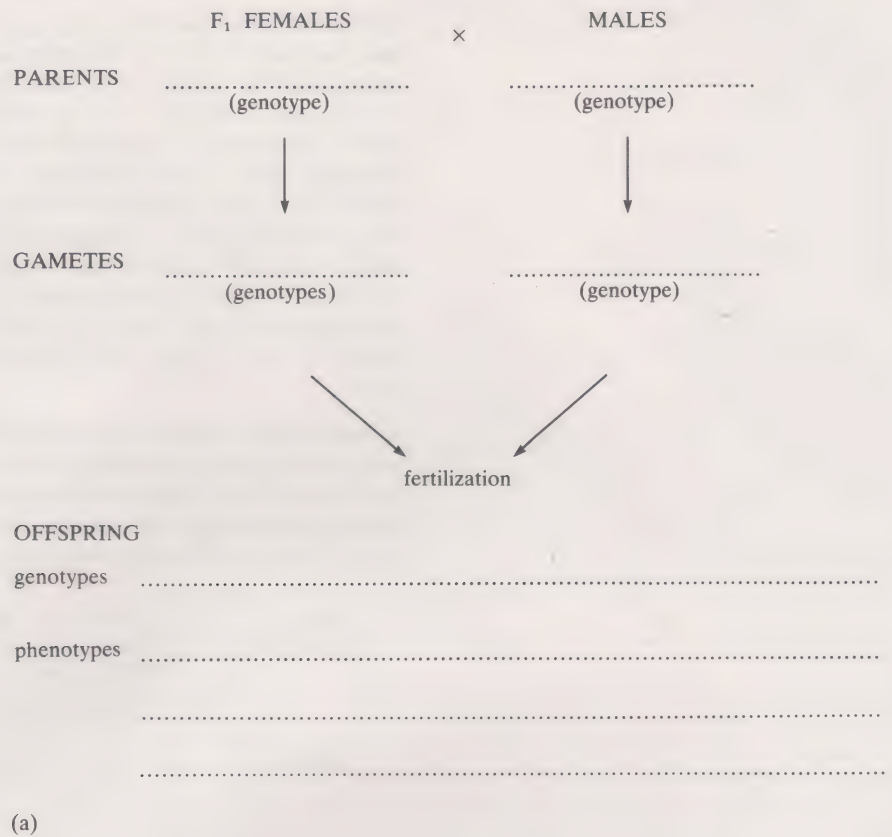 F₁ FEMALES × MALES
PARENTS ........................................ ........................................
(genotype) (genotype)
GAMETES ........................................ ........................................
(genotypes) (genotype)
fertilization
OFFSPRING
genotypes ................................................................................
phenotypes ................................................................................
................................................................................
................................................................................
(a)